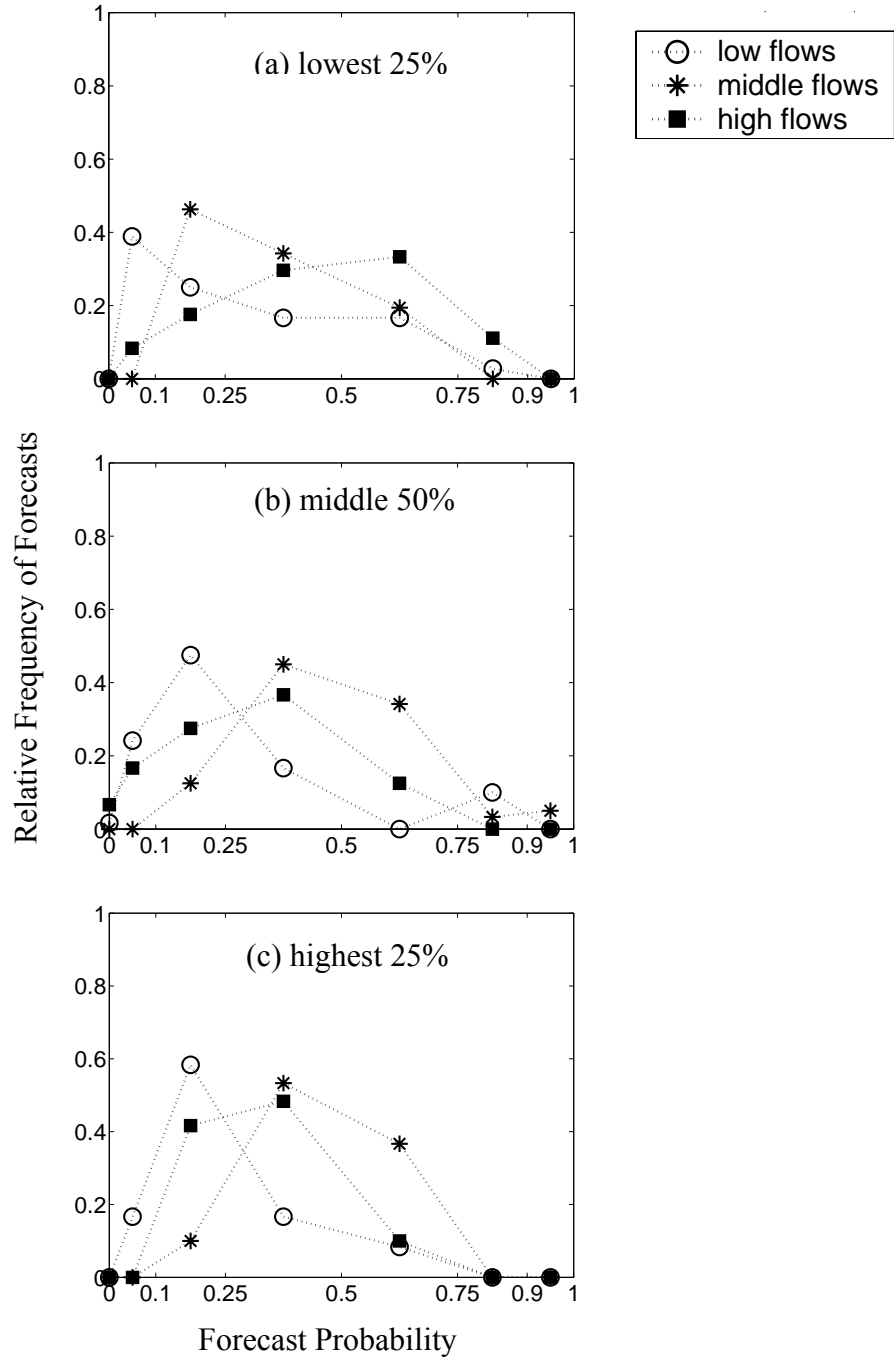 1
(a) lowest 25%
0.8
0.6
0.4
0.2
0
0 0.1 0.25 0.5 0.75 0.9 1
low flows
middle flows
high flows
1
(b) middle 50%
0.8
0.6
0.4
0.2
0
0 0.1 0.25 0.5 0.75 0.9 1
Relative Frequency of Forecasts
1
(c) highest 25%
0.8
0.6
0.4
0.2
0
0 0.1 0.25 0.5 0.75 0.9 1
Forecast Probability